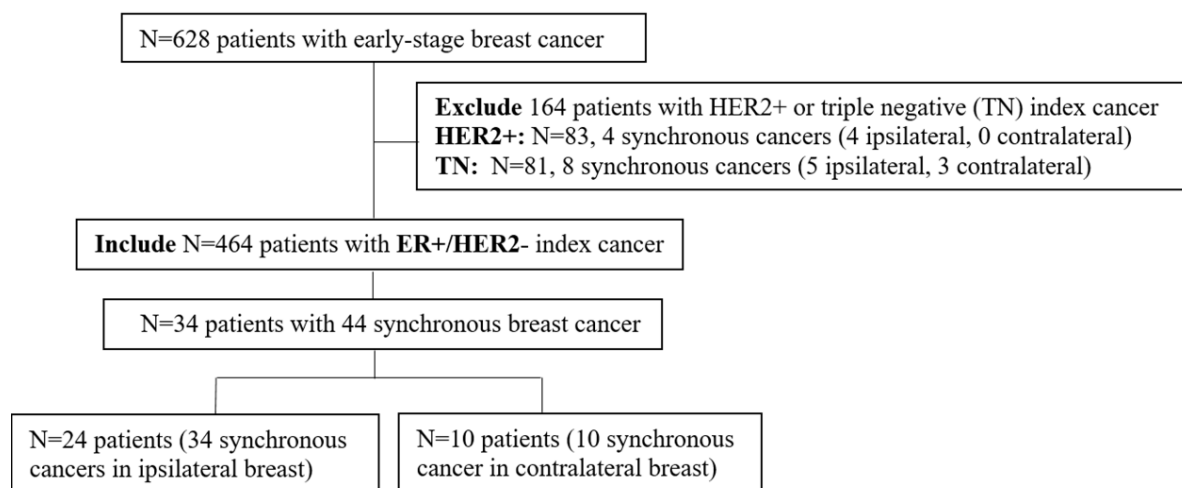 N=628 patients with early-stage breast cancer
Exclude 164 patients with HER2+ or triple negative (TN) index cancer
HER2+: N=83, 4 synchronous cancers (4 ipsilateral, 0 contralateral)
TN: N=81, 8 synchronous cancers (5 ipsilateral, 3 contralateral)
Include N=464 patients with ER+/HER2- index cancer
N=34 patients with 44 synchronous breast cancer
N=24 patients (34 synchronous
cancers in ipsilateral breast)
N=10 patients (10 synchronous
cancer in contralateral breast)